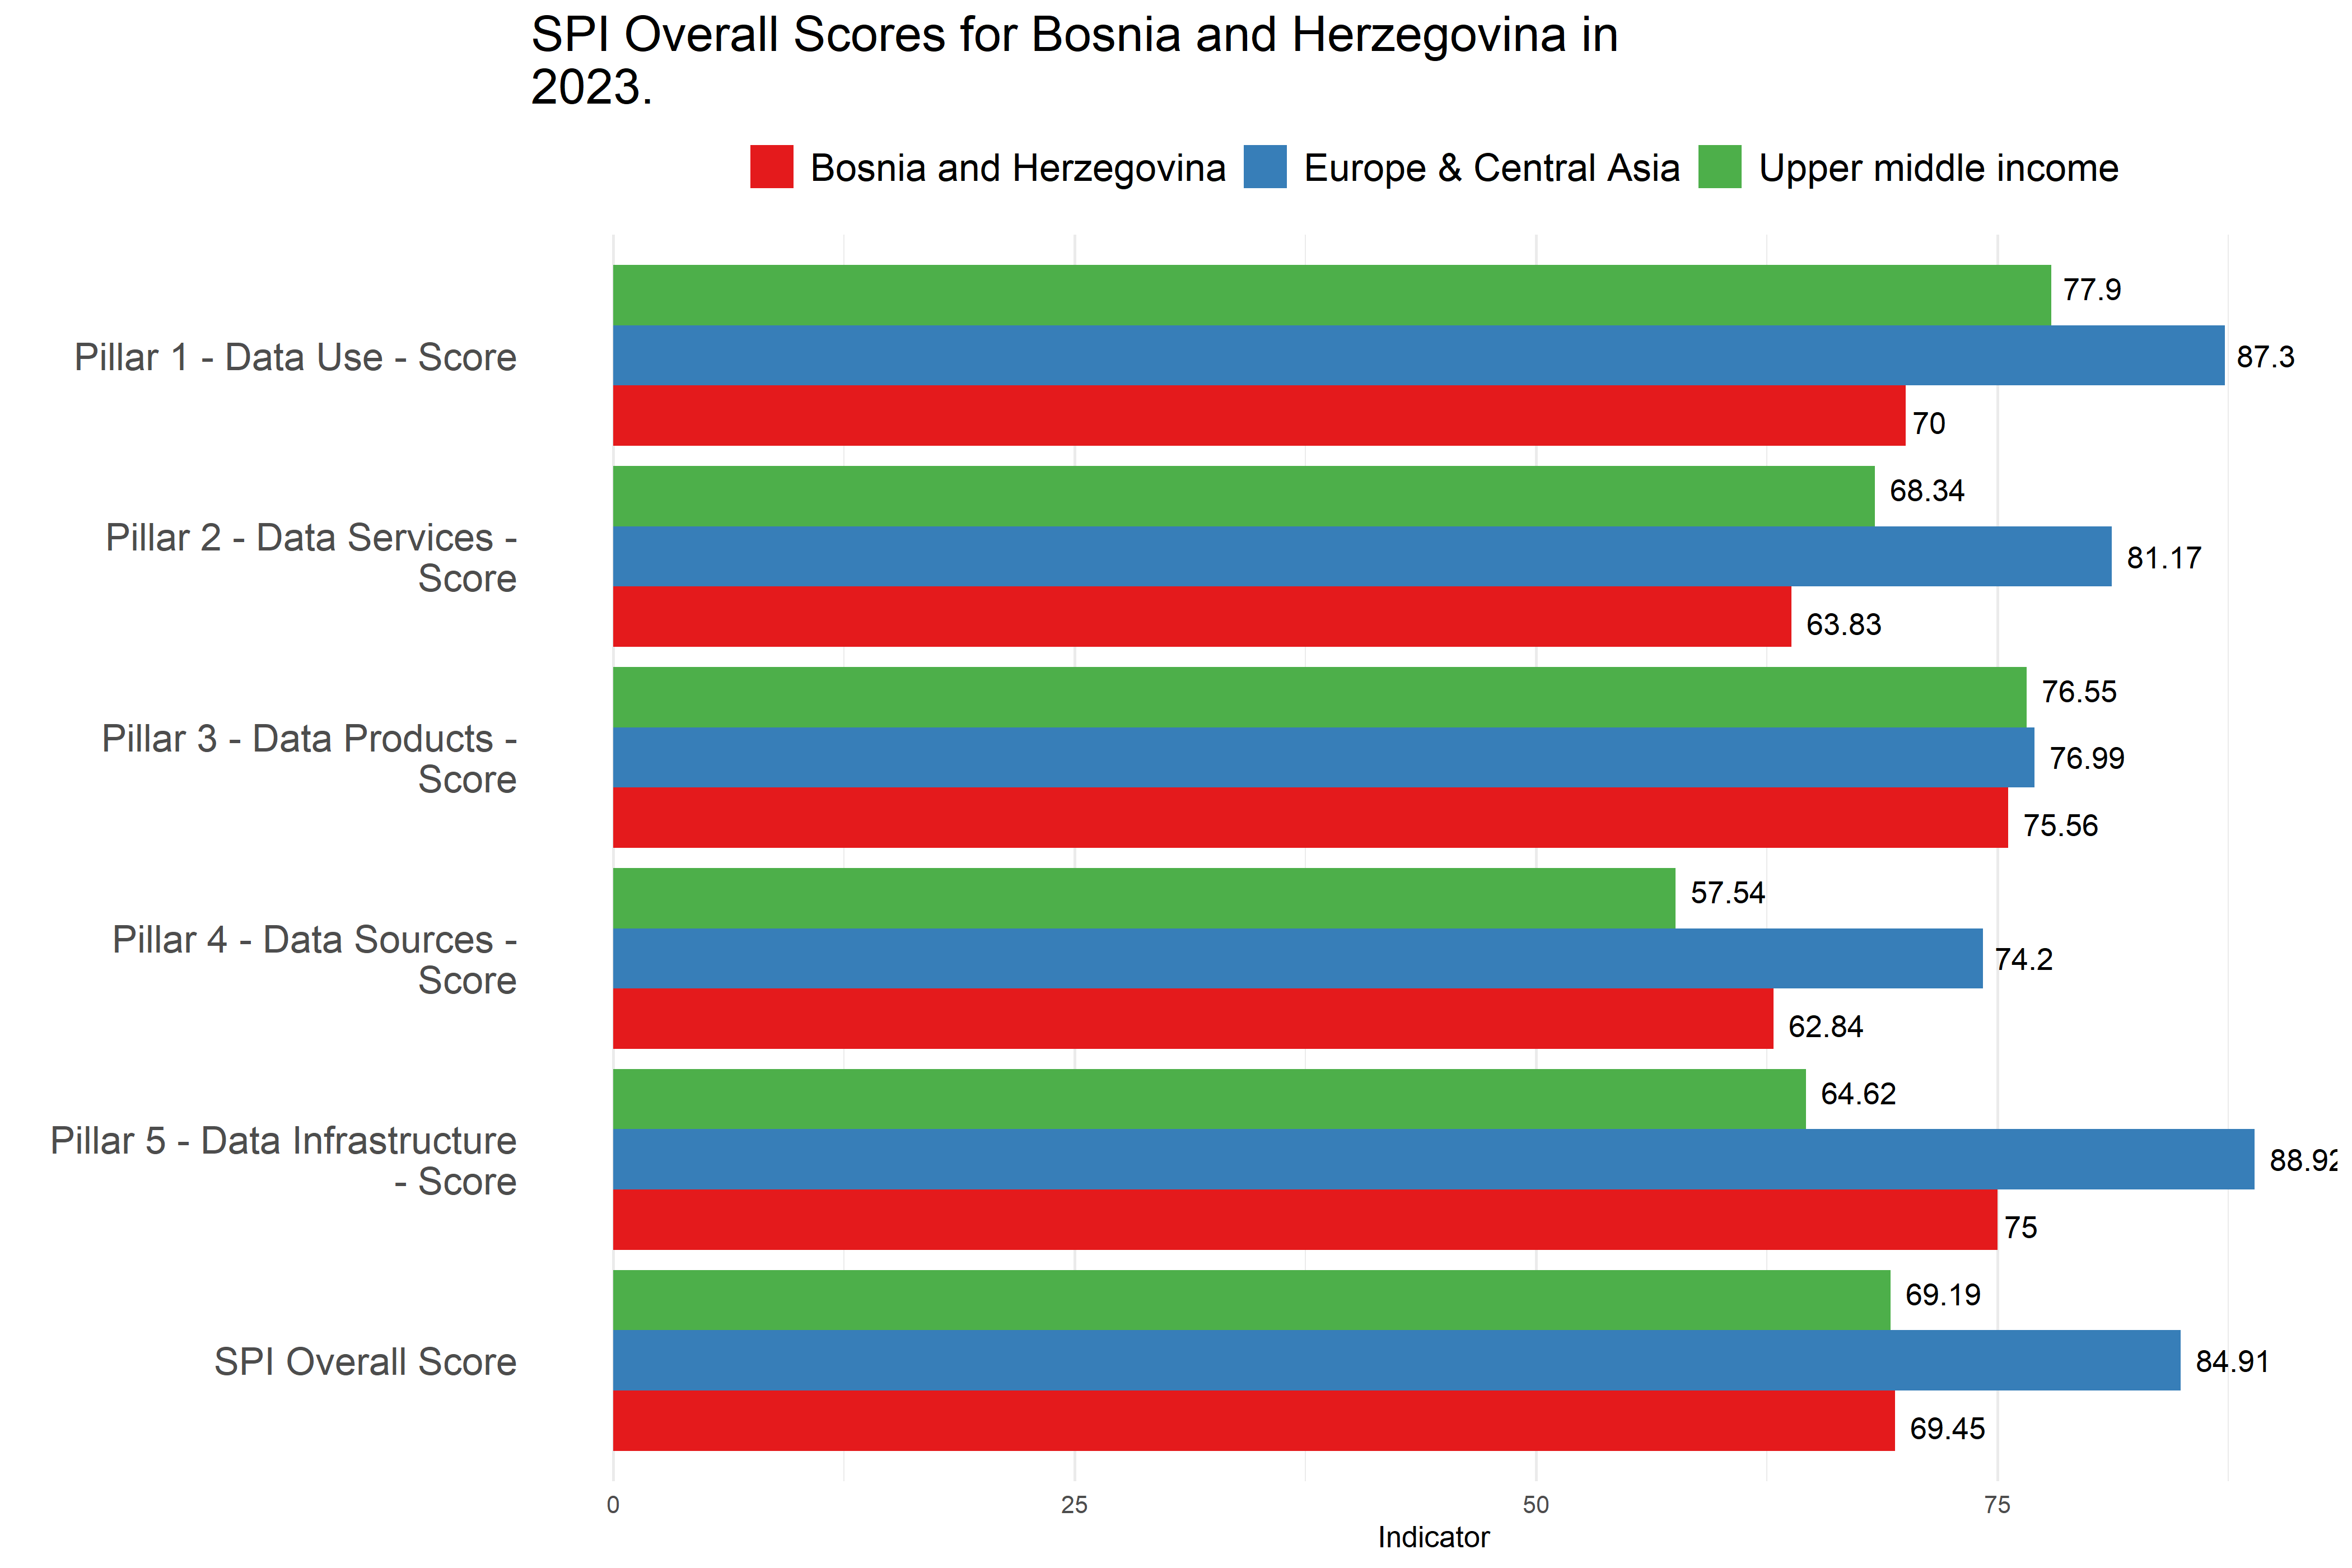 SPI Overall Scores for Bosnia and Herzegovina in
2023.
Bosnia and Herzegovina Europe & Central Asia Upper middle income
77.9
Pillar 1 - Data Use - Score
87.3
70
68.34
Pillar 2 - Data Services -
Score
81.17
63.83
76.55
Pillar 3 - Data Products -
Score
76.99
75.56
57.54
Pillar 4 - Data Sources -
Score
74.2
62.84
64.62
Pillar 5 - Data Infrastructure
- Score
88.92
75
69.19
SPI Overall Score
84.91
69.45
0 25 50 75
Indicator